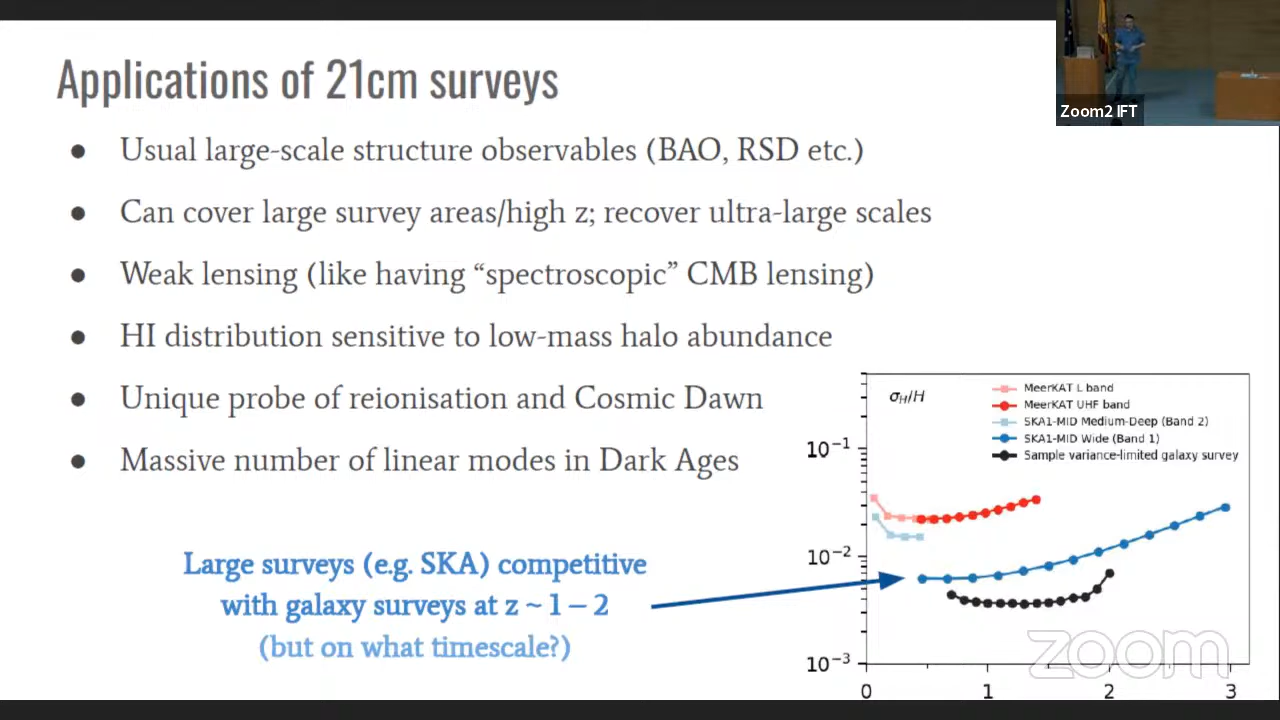 Applications of 21cm surveys
Zoom2 IFT
● Usual large-scale structure observables (BAO, RSD etc.)
● Can cover large survey areas/high z; recover ultra-large scales
● Weak lensing (like having “spectroscopic” CMB lensing)
● HI distribution sensitive to low-mass halo abundance
● Unique probe of reionisation and Cosmic Dawn
● Massive number of linear modes in Dark Ages
Large surveys (e.g. SKA) competitive
with galaxy surveys at z ~ 1 – 2
(but on what timescale?)
σH/H
MeerKAT L band
MeerKAT UHF band
SKA1-MID Medium-Deep (Band 2)
SKA1-MID Wide (Band 1)
Sample variance-limited galaxy survey
10⁻¹
10⁻²
10⁻³
0 1 2 3
zoom